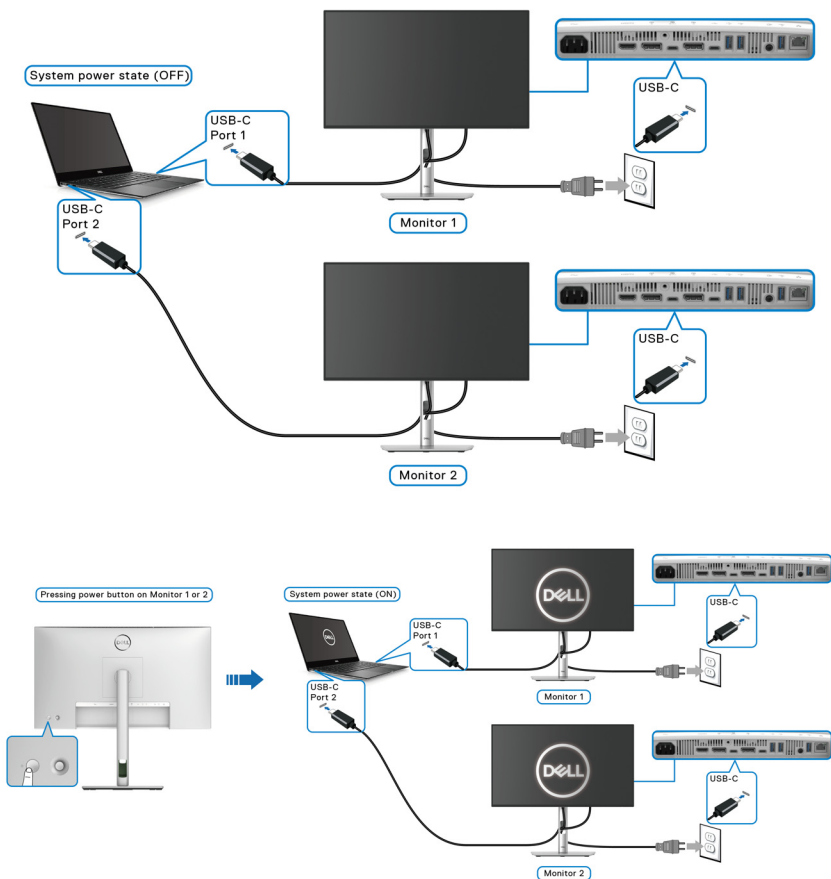 System power state (OFF)
USB-C
Port 1
USB-C
Monitor 1
USB-C
Port 2
USB-C
Monitor 2
Pressing power button on Monitor 1 or 2
System power state (ON)
DELL
DELL
DELL
USB-C
Port 1
USB-C
Monitor 1
USB-C
Port 2
DELL
USB-C
Monitor 2